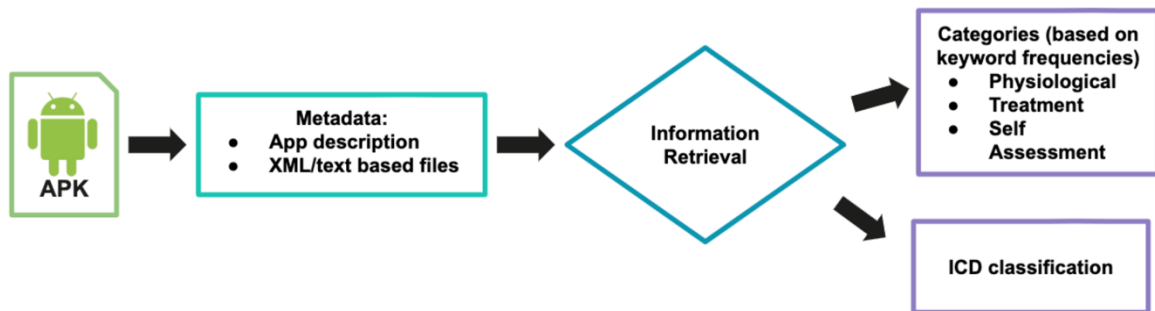 APK
Metadata:
● App description
● XML/text based files
Information
Retrieval
Categories (based on
keyword frequencies)
● Physiological
● Treatment
● Self
Assessment
ICD classification